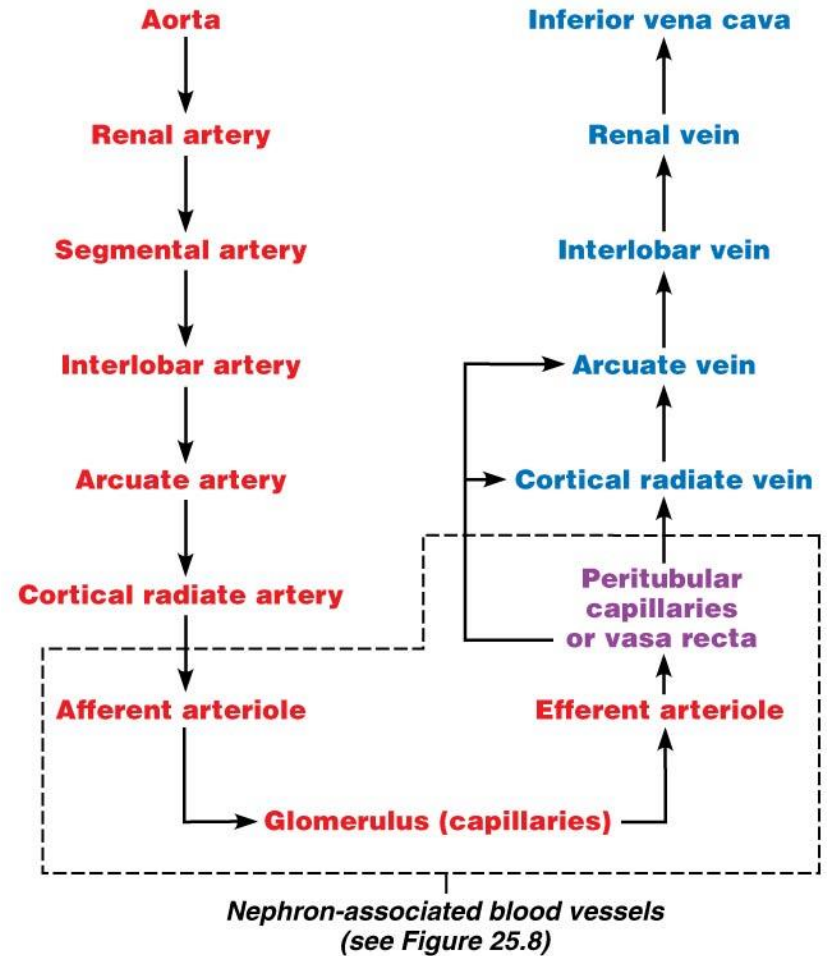 Aorta
Renal artery
Segmental artery
Interlobar artery
Arcuate artery
Cortical radiate artery
Afferent arteriole
Glomerulus (capillaries)
Efferent arteriole
Peritubular
capillaries
or vasa recta
Cortical radiate vein
Arcuate vein
Interlobar vein
Renal vein
Inferior vena cava
Nephron-associated blood vessels
(see Figure 25.8)